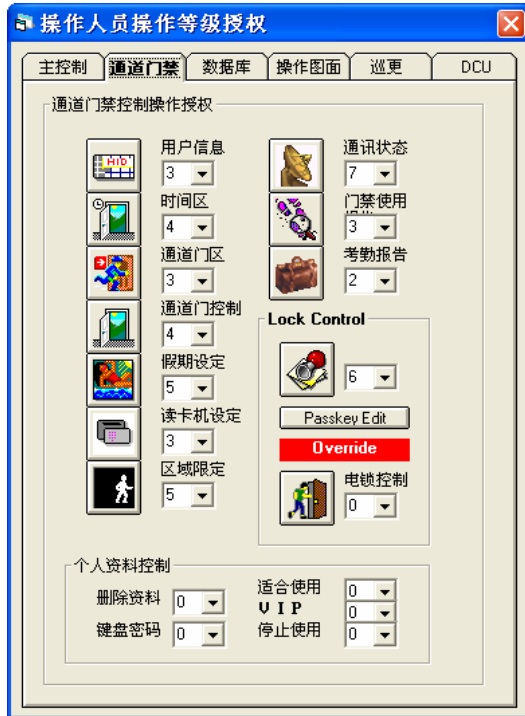 操作人员操作等级授权
主控制 通道门禁 数据库 操作图面 巡更 DCU
通道门禁控制操作授权
用户信息
3
时间区
4
通道门区
3
通道门控制
4
假期设定
5
读卡机设定
3
区域限定
5
通讯状态
7
门禁使用
3
考勤报告
2
Lock Control
6
Passkey Edit
Override
电锁控制
0
个人资料控制
删除资料 0
键盘密码 0
适合使用 0
V I P 0
停止使用 0